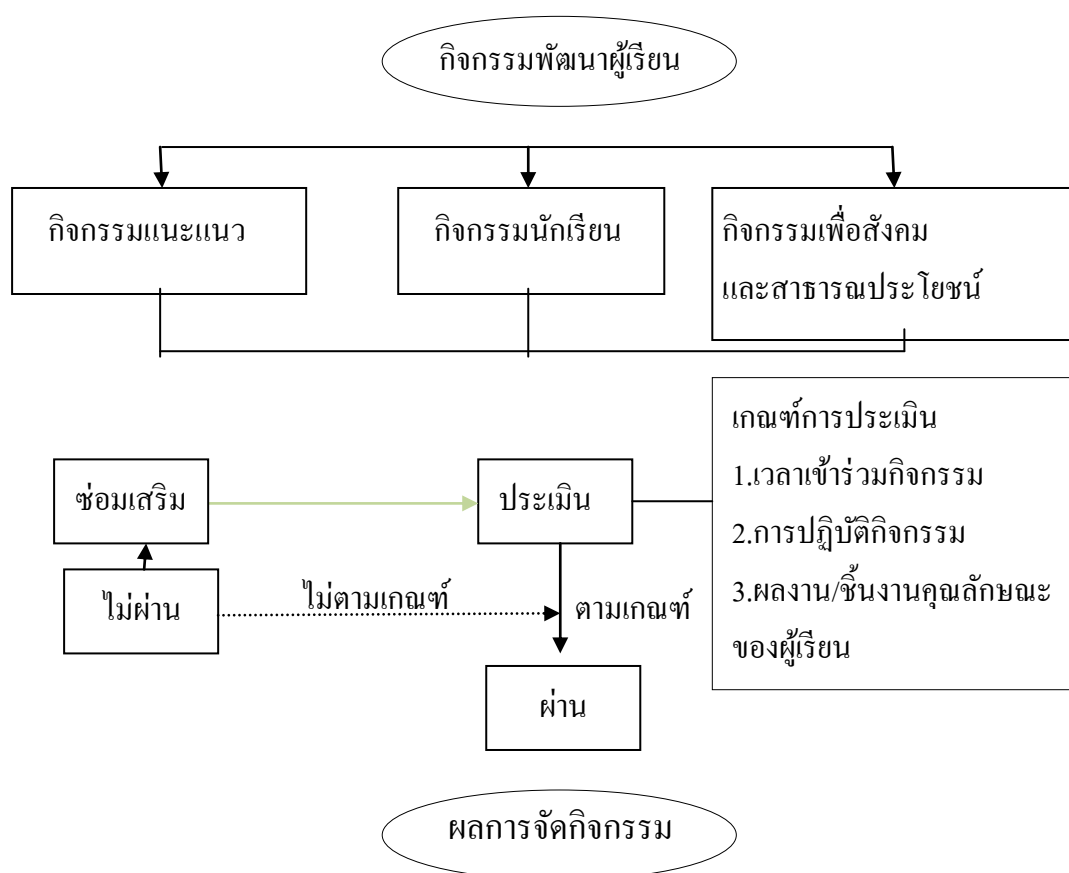 กิจกรรมพัฒนาผู้เรียน
กิจกรรมแนะแนว
กิจกรรมนักเรียน
กิจกรรมเพื่อสังคม
และสาธารณประโยชน์
เกณฑ์การประเมิน
1.เวลาเข้าร่วมกิจกรรม
2.การปฏิบัติกิจกรรม
3.ผลงาน/ชิ้นงานคุณลักษณะ
ของผู้เรียน
ซ่อมเสริม
ประเมิน
ไม่ผ่าน
ไม่ตามเกณฑ์
ตามเกณฑ์
ผ่าน
ผลการจัดกิจกรรม